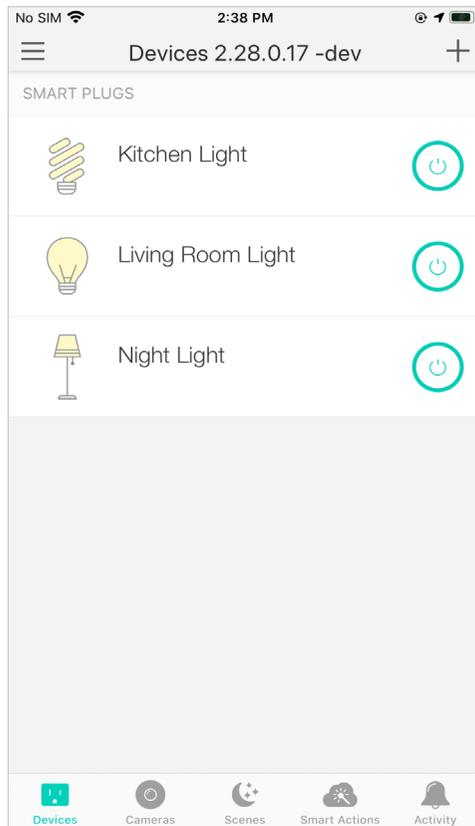 No SIM 2:38 PM
Devices 2.28.0.17 -dev
SMART PLUGS
Kitchen Light
Living Room Light
Night Light
Devices Cameras Scenes Smart Actions Activity